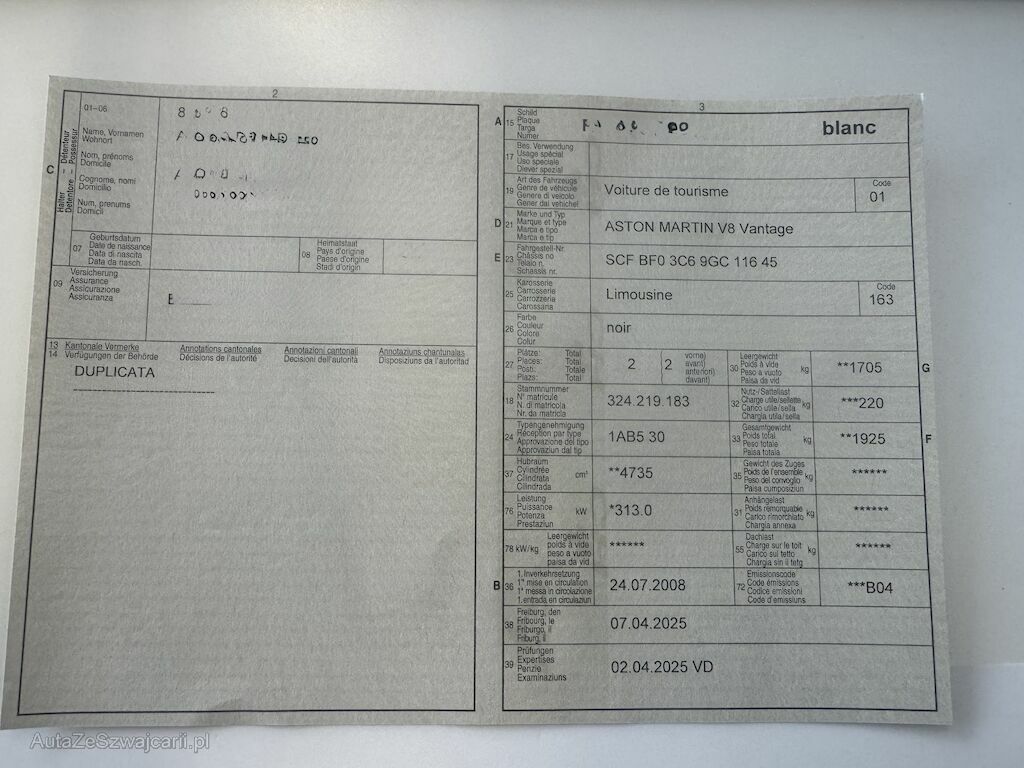 2
01–06
Halter – Detenteur
Detentore – Possessur
C
Name, Vornamen
Wohnort
Nom, prénoms
Domicile
Cognome, nomi
Domicilio
Num, prenums
Domicil
07
Geburtsdatum
Date de naissance
Data di nascita
Data da nasch.
08
Heimatstaat
Pays d'origine
Paese d'origine
Stadi d'origin
09
Versicherung
Assurance
Assicurazione
Assicuranza
13 Kantonale Vermerke Annotations cantonales Annotazioni cantonali Annotaziuns chantunalas
14 Verfügungen der Behörde Décisions de l'autorité Decisioni dell'autorità Disposiziuns da l'autoritad
DUPLICATA
3
A 15
Schild
Plaque
Targa
Numer
blanc
17
Bes. Verwendung
Usage spécial
Uso speciale
Diever spezial
19
Art des Fahrzeugs
Genre de véhicule
Genere di veicolo
Gener dal vehichel
Voiture de tourisme
Code
01
D 21
Marke und Typ
Marque et type
Marca e tipo
Marca e tip
ASTON MARTIN V8 Vantage
E 23
Fahrgestell-Nr.
Châssis no
Telaio n.
Schassis nr.
SCF BF0 3C6 9GC 116 45
25
Karosserie
Carrosserie
Carrozzeria
Carossaria
Limousine
Code
163
26
Farbe
Couleur
Colore
Colur
noir
27
Plätze: Total
Places: Total
Posti: Totale
Plazs: Total
2
2
vorne)
avant)
anteriori)
davant)
30
Leergewicht
Poids à vide
Peso a vuoto
Paisa da vid
kg
**1705
G
18
Stammnummer
N° matricule
N. di matricola
Nr. da matricla
324.219.183
32
Nutz-/Sattellast
Charge utile/sellette
Carico utile/sella
Chargia utila/sella
kg
***220
24
Typengenehmigung
Réception par type
Approvazione del tipo
Approvaziun dal tip
1AB5 30
33
Gesamtgewicht
Poids total
Peso totale
Paisa totala
kg
**1925
F
37
Hubraum
Cylindrée
Cilindrata
Cilindrada
cm³
**4735
35
Gewicht des Zuges
Poids de l'ensemble
Peso del convoglio
Paisa cumposiziun
kg
******
76
Leistung
Puissance
Potenza
Prestaziun
kW
*313.0
31
Anhängelast
Poids remorquable
Carico rimorchiato
Chargia annexa
kg
******
78 kW/kg
Leergewicht
poids à vide
peso a vuoto
paisa da vid
******
55
Dachlast
Charge sur le toit
Carico sul tetto
Chargia sin il tetg
kg
******
B 36
1. Inverkehrsetzung
1re mise en circulation
1a messa in circolazione
1. entrada en circulaziun
24.07.2008
72
Emissionscode
Code émissions
Codice emissioni
Code d'emissiuns
***B04
38
Freiburg, den
Fribourg, le
Friburgo, il
Friburg, il
07.04.2025
39
Prüfungen
Expertises
Perizie
Examinaziuns
02.04.2025 VD
AutaZeSzwajcarii.pl